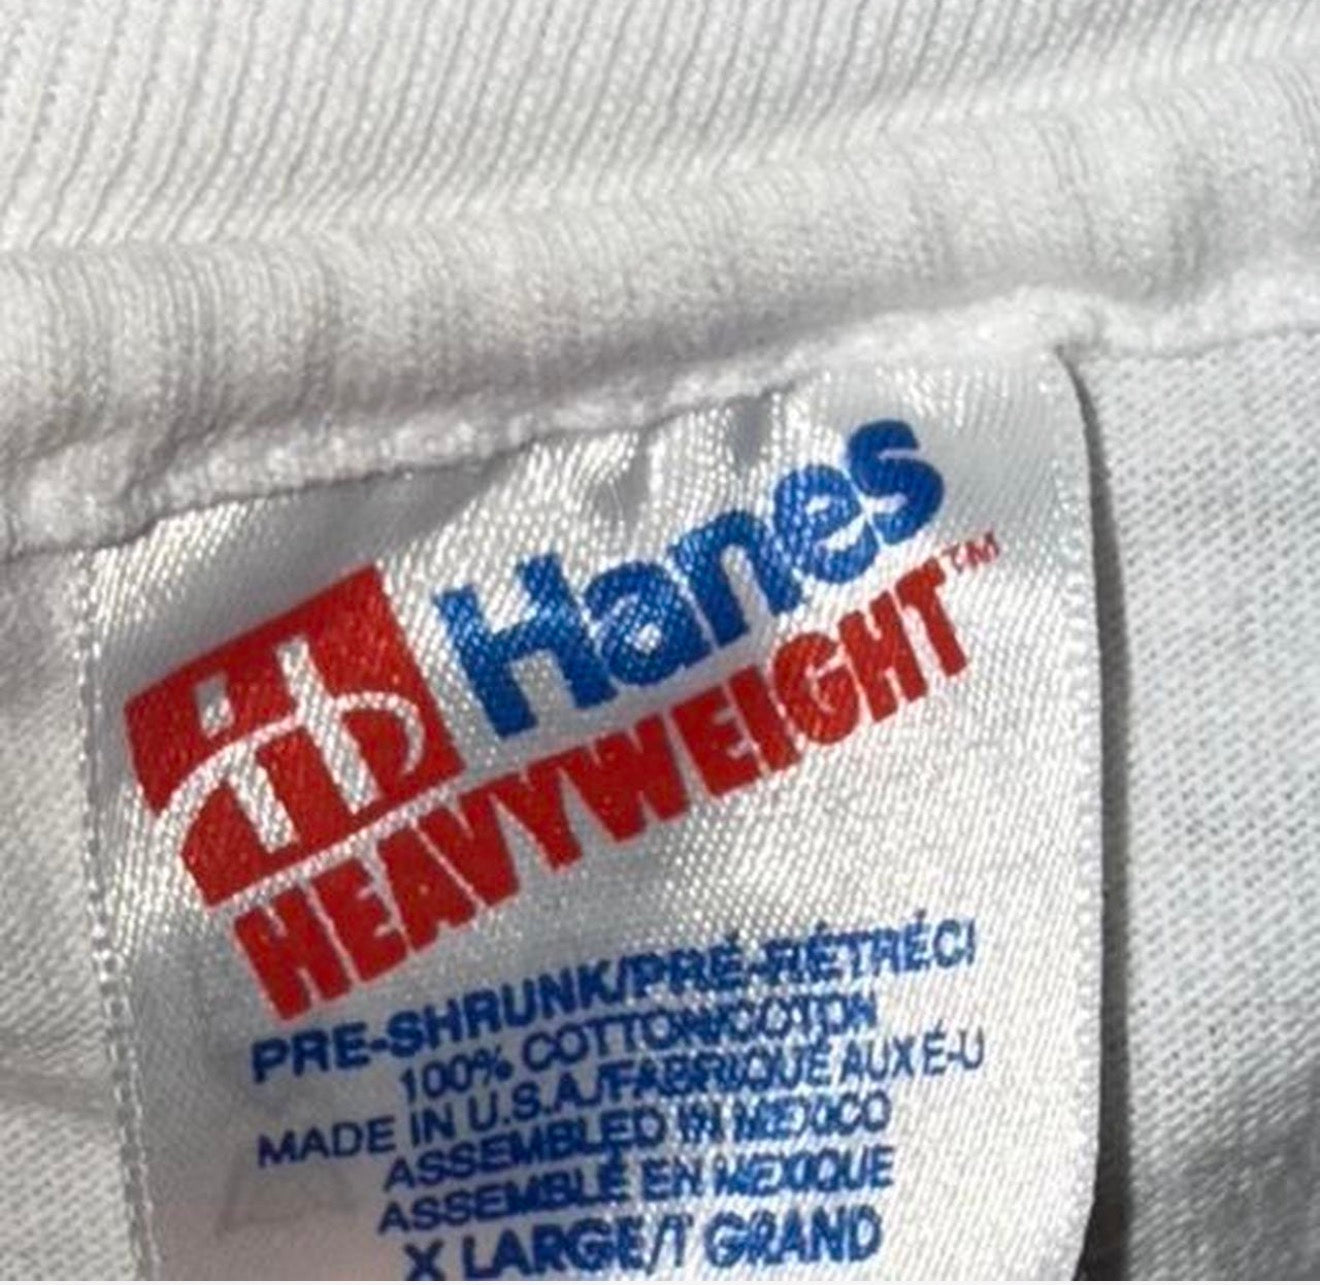 Hanes
HEAVYWEIGHT™
PRE-SHRUNK/PRÉ-RÉTRÉCI
100% COTTON/COTON
MADE IN U.S.A./FABRIQUÉ AUX É-U
ASSEMBLED IN MEXICO
ASSEMBLÉ EN MEXIQUE
X LARGE/T GRAND